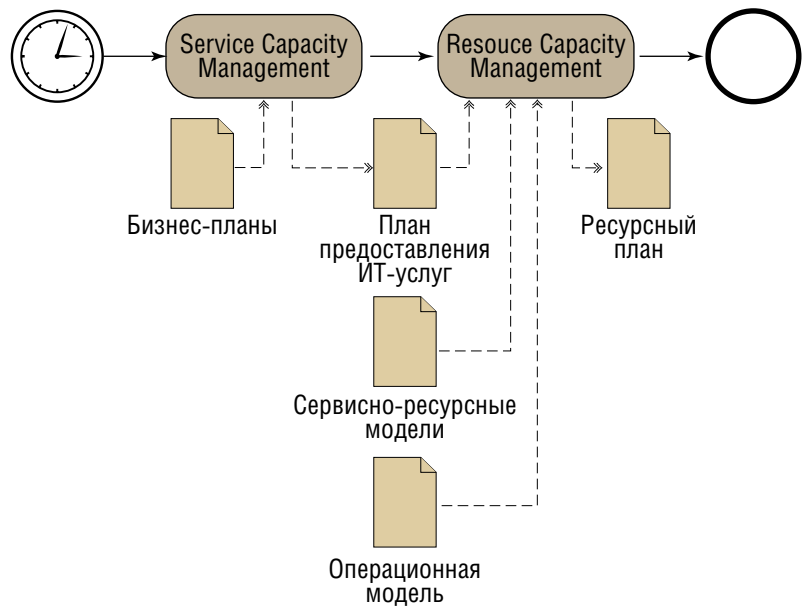 Service Capacity
Management
Resouce Capacity
Management
Бизнес-планы
План
предоставления
ИТ-услуг
Ресурсный
план
Сервисно-ресурсные
модели
Операционная
модель